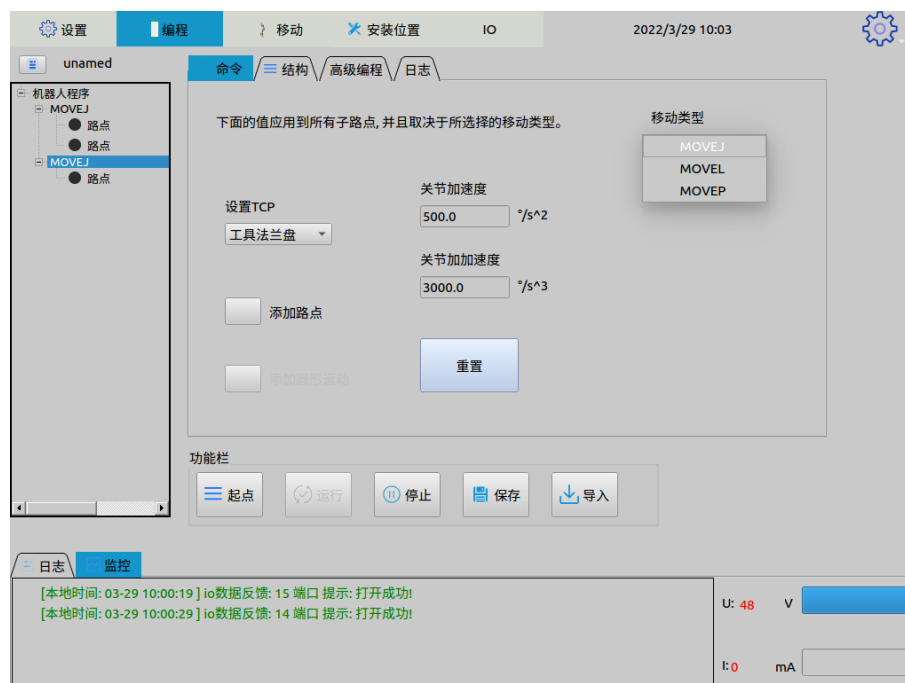 设置 编程 移动 安装位置 IO 2022/3/29 10:03
unamed
命令 结构 高级编程 日志
机器人程序
MOVEJ
路点
路点
MOVEJ
路点
下面的值应用到所有子路点, 并且取决于所选择的移动类型。
移动类型
MOVEJ
MOVEL
MOVEP
设置TCP
工具法兰盘
关节加速度
500.0 °/s^2
关节加加速度
3000.0 °/s^3
添加路点
重置
添加圆形运动
功能栏
起点 运行 停止 保存 导入
日志 监控
[本地时间: 03-29 10:00:19 ] io数据反馈: 15 端口 提示: 打开成功!
[本地时间: 03-29 10:00:29 ] io数据反馈: 14 端口 提示: 打开成功!
U: 48 V
I: 0 mA